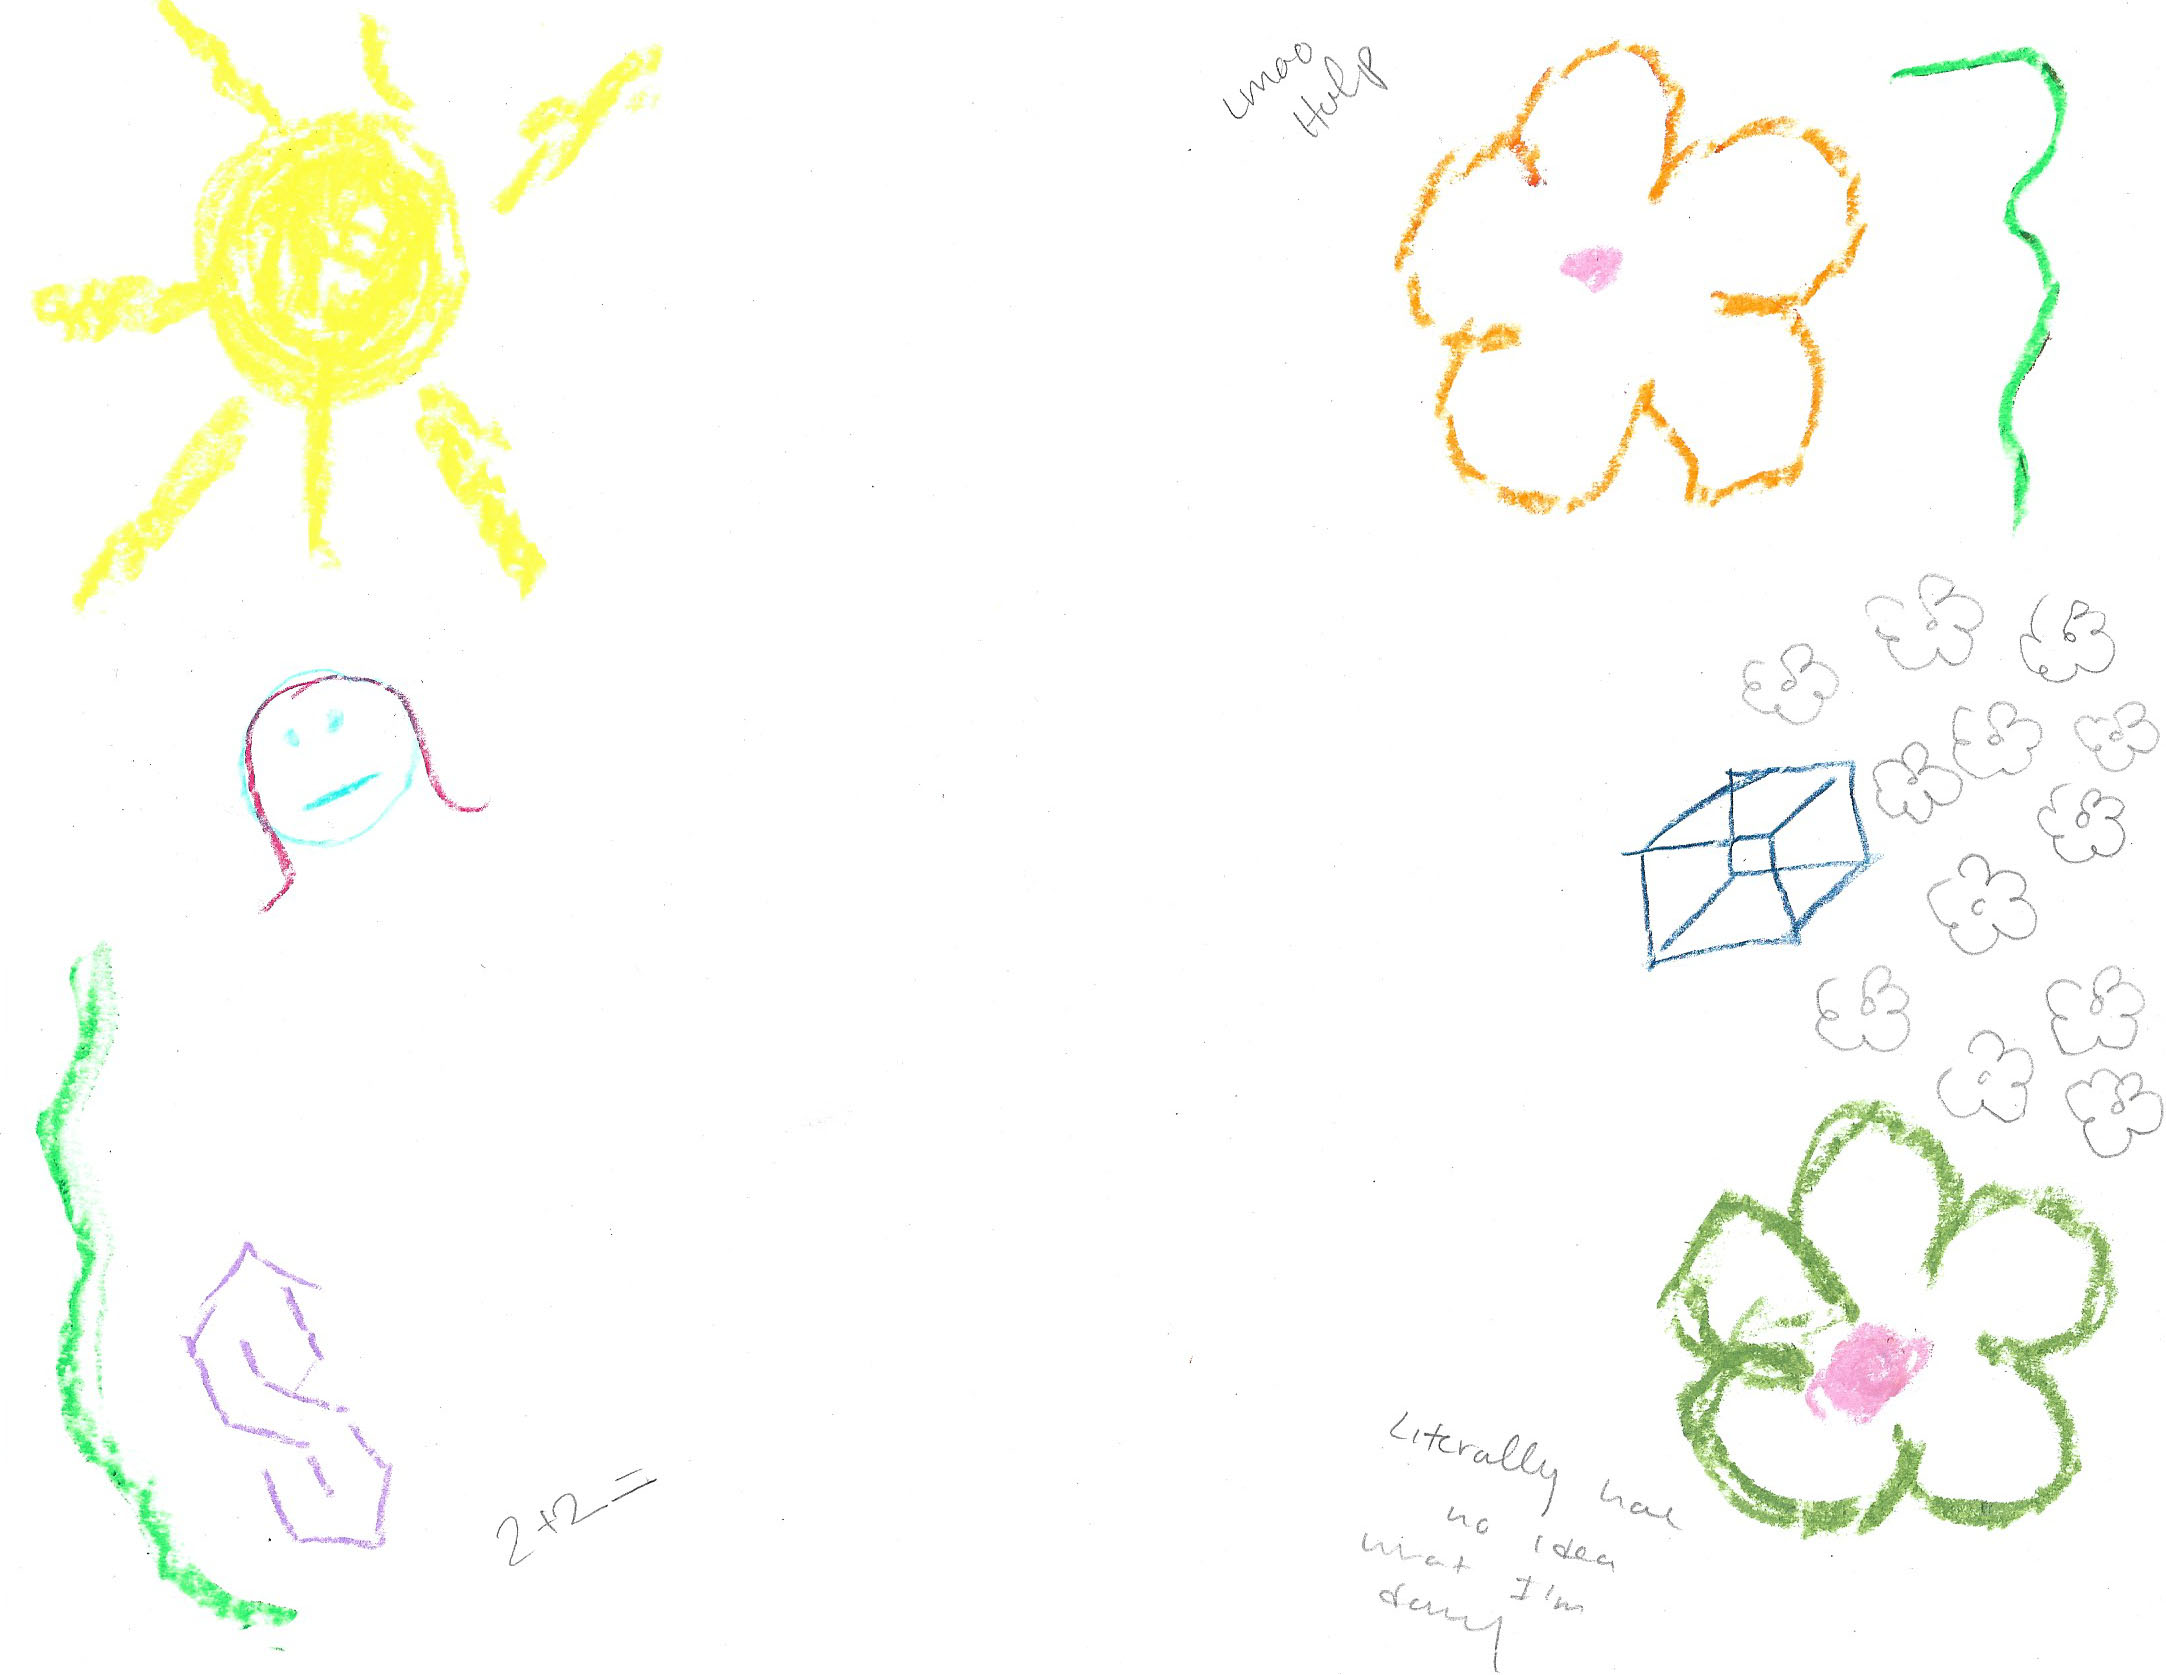 Lmao
Help
2+2=
Literally have
no idea
what I'm
doing